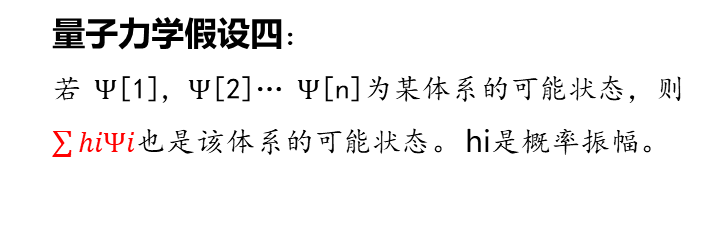 量子力学假设四：
若 Ψ[1]，Ψ[2]… Ψ[n]为某体系的可能状态，则
∑hiΨi也是该体系的可能状态。hi是概率振幅。